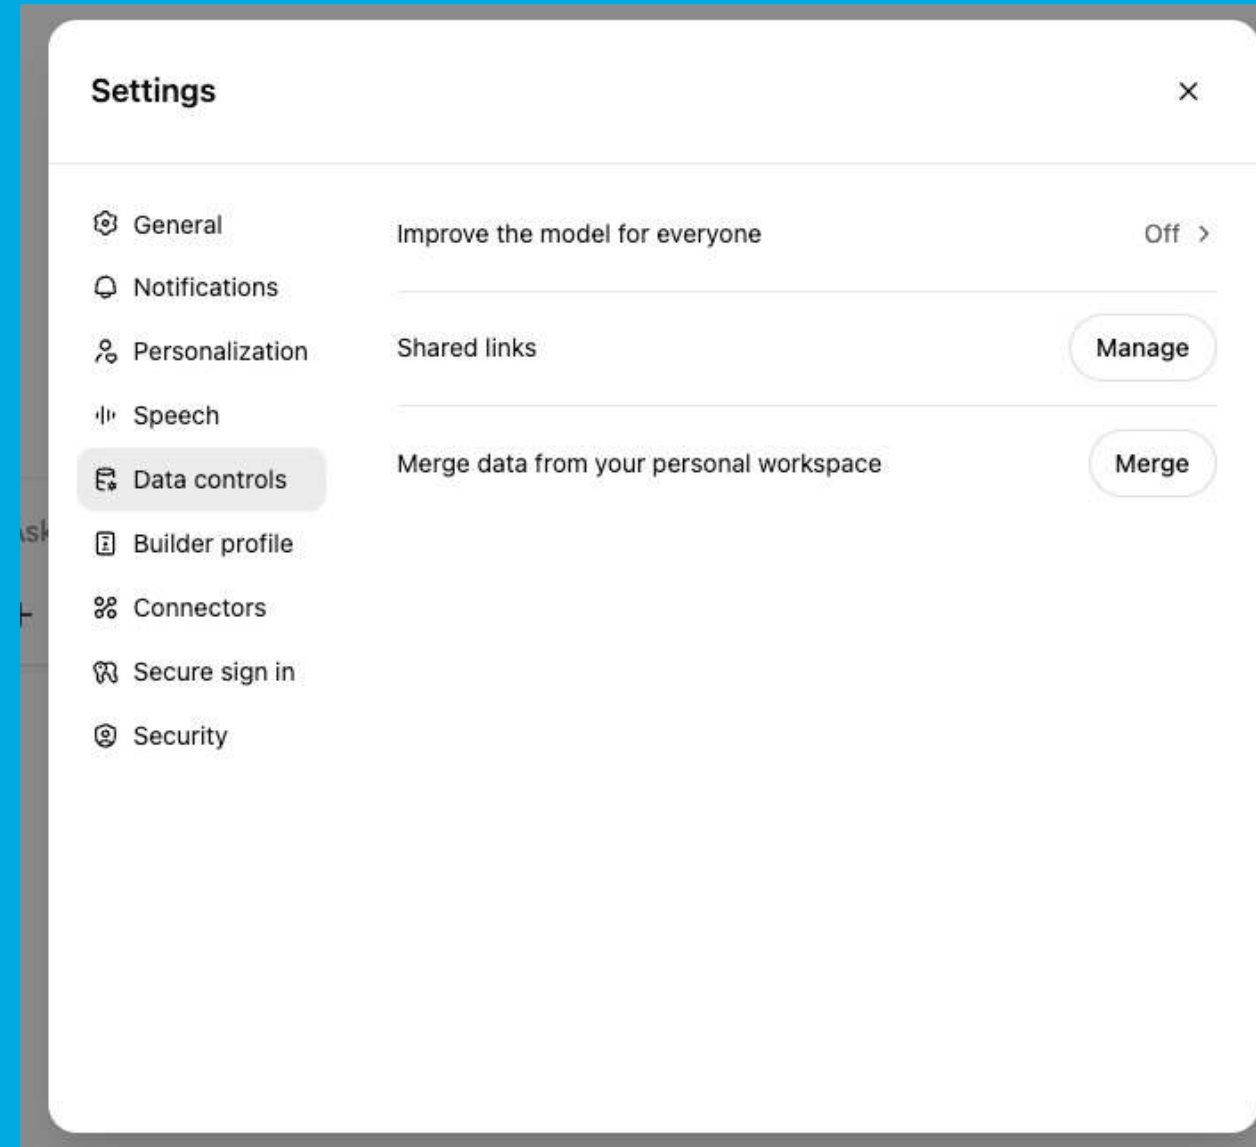 Settings
General
Notifications
Personalization
Speech
Data controls
Builder profile
Connectors
Secure sign in
Security
Improve the model for everyone
Off
Shared links
Manage
Merge data from your personal workspace
Merge